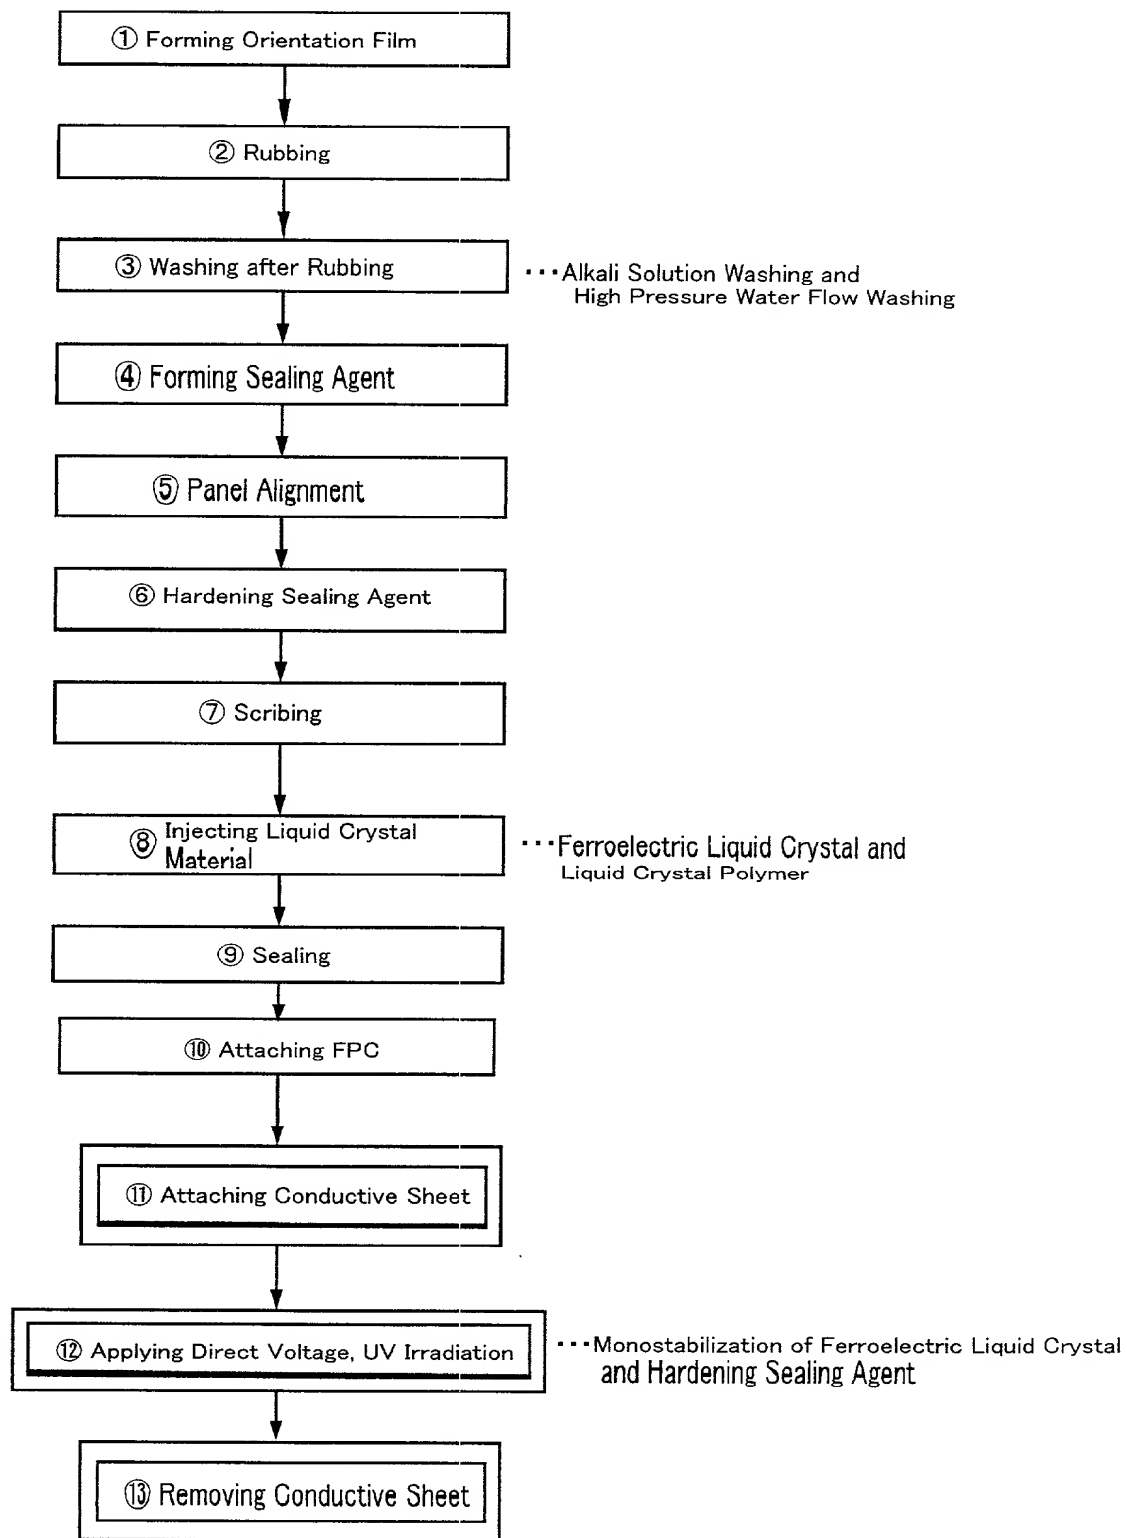 ① Forming Orientation Film
② Rubbing
③ Washing after Rubbing
･･･Alkali Solution Washing and
High Pressure Water Flow Washing
④ Forming Sealing Agent
⑤ Panel Alignment
⑥ Hardening Sealing Agent
⑦ Scribing
⑧ Injecting Liquid Crystal
Material
･･･Ferroelectric Liquid Crystal and
Liquid Crystal Polymer
⑨ Sealing
⑩ Attaching FPC
⑪ Attaching Conductive Sheet
⑫ Applying Direct Voltage, UV Irradiation
･･･Monostabilization of Ferroelectric Liquid Crystal
and Hardening Sealing Agent
⑬ Removing Conductive Sheet